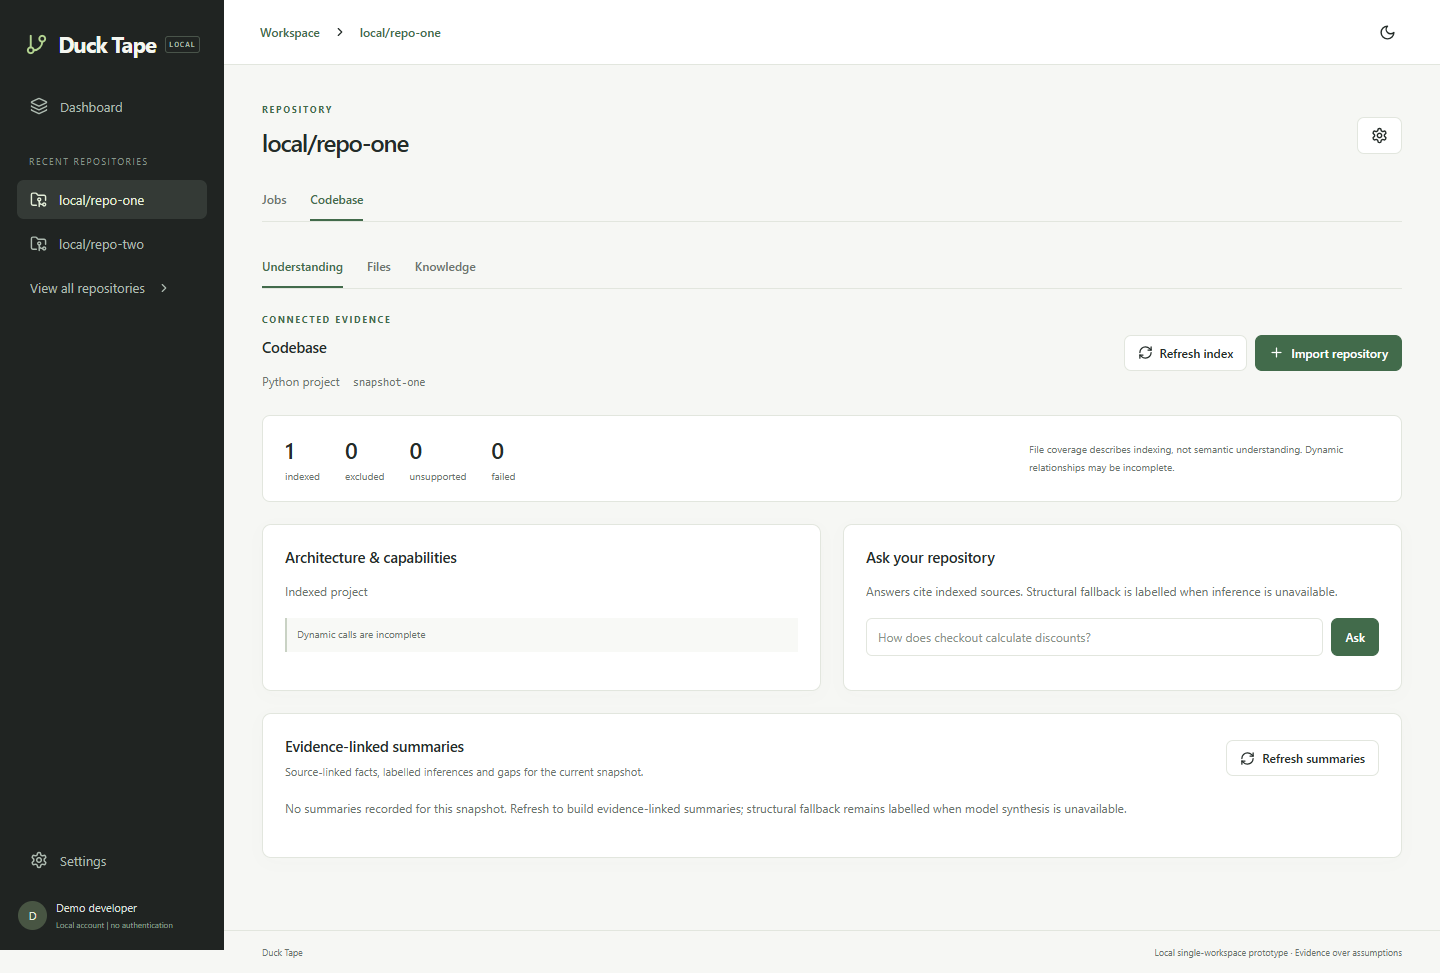 Duck Tape LOCAL
Dashboard
RECENT REPOSITORIES
local/repo-one
local/repo-two
View all repositories
Settings
D
Demo developer
Local account | no authentication
Workspace
local/repo-one
REPOSITORY
local/repo-one
Jobs
Codebase
Understanding
Files
Knowledge
CONNECTED EVIDENCE
Codebase
Python project snapshot-one
Refresh index
Import repository
1
indexed
0
excluded
0
unsupported
0
failed
File coverage describes indexing, not semantic understanding. Dynamic
relationships may be incomplete.
Architecture & capabilities
Indexed project
Dynamic calls are incomplete
Ask your repository
Answers cite indexed sources. Structural fallback is labelled when inference is unavailable.
How does checkout calculate discounts?
Ask
Evidence-linked summaries
Source-linked facts, labelled inferences and gaps for the current snapshot.
Refresh summaries
No summaries recorded for this snapshot. Refresh to build evidence-linked summaries; structural fallback remains labelled when model synthesis is unavailable.
Duck Tape
Local single-workspace prototype · Evidence over assumptions